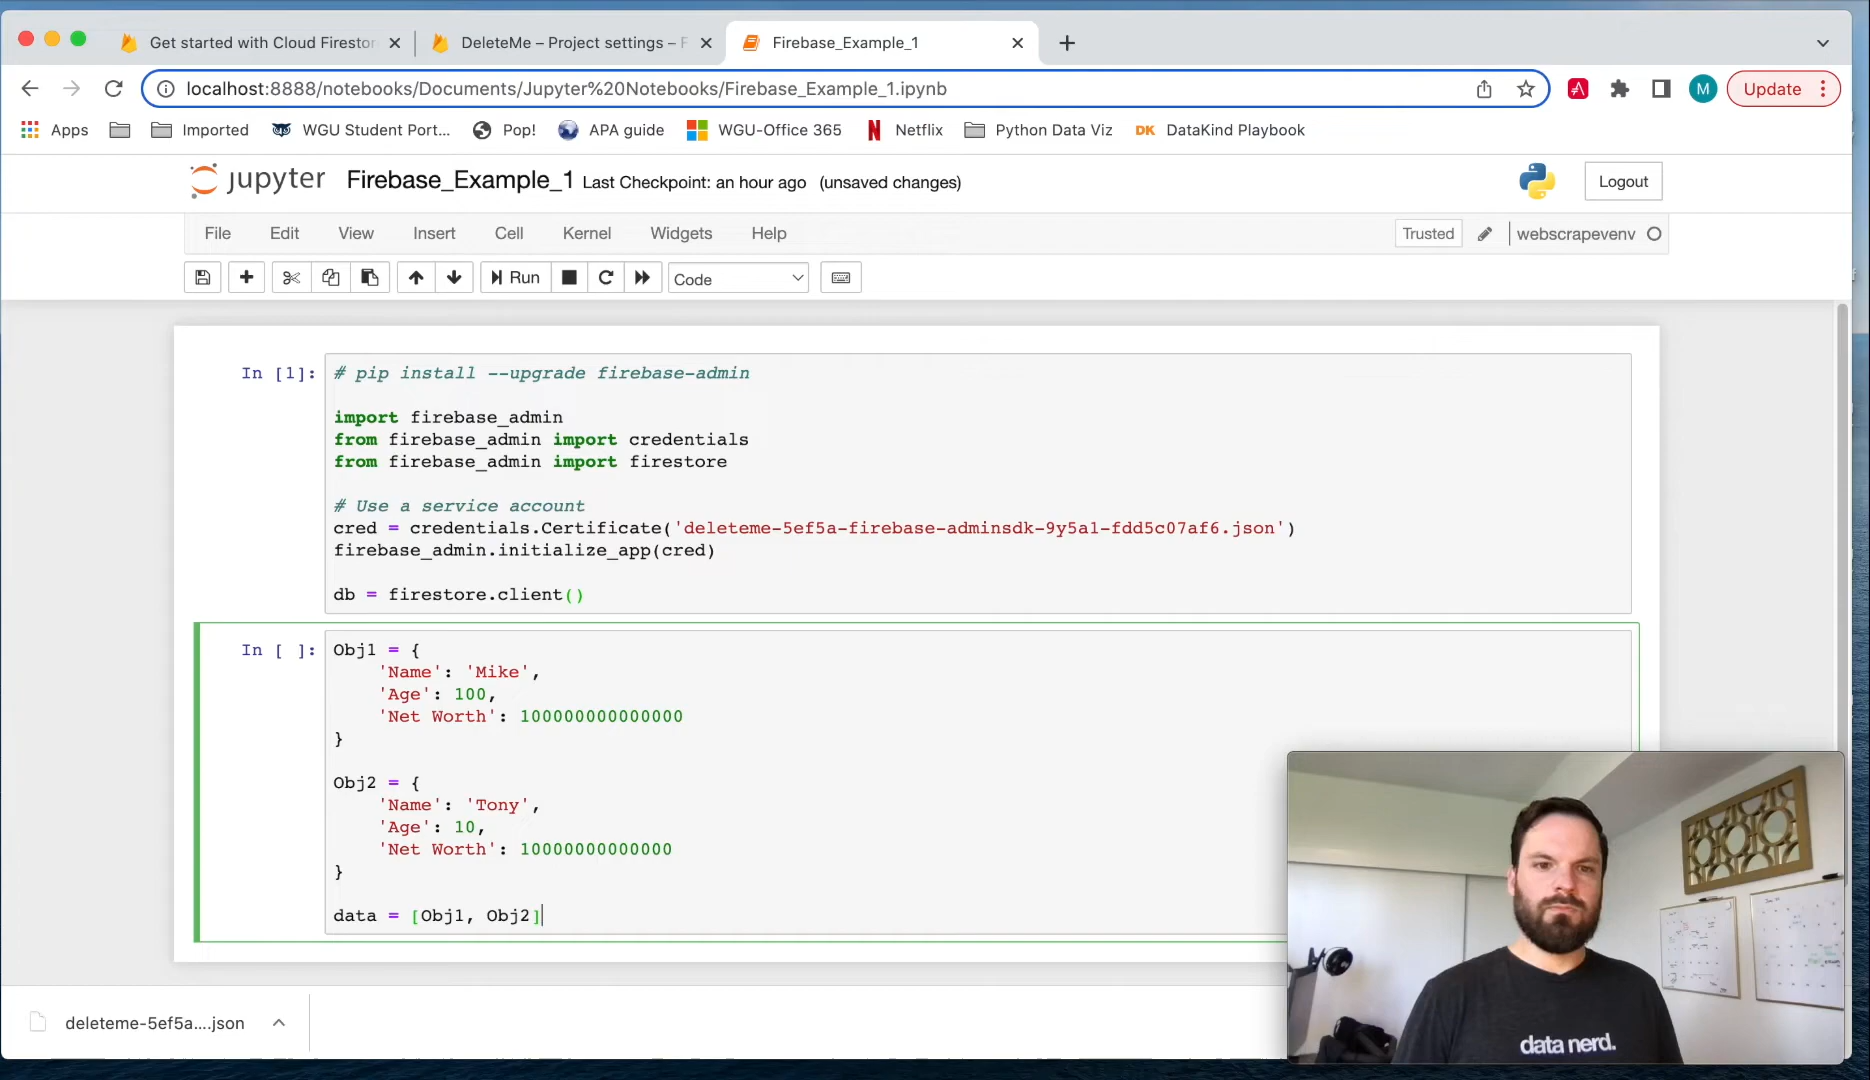 Get started with Cloud Firestor
DeleteMe – Project settings – F
Firebase_Example_1
localhost:8888/notebooks/Documents/Jupyter%20Notebooks/Firebase_Example_1.ipynb
M
Update
Apps
Imported
WGU Student Port...
Pop!
APA guide
WGU-Office 365
N
Netflix
Python Data Viz
DK
DataKind Playbook
jupyter
Firebase_Example_1
Last Checkpoint: an hour ago
(unsaved changes)
Logout
File
Edit
View
Insert
Cell
Kernel
Widgets
Help
Trusted
webscrapevenv
Run
Code
In [1]:
# pip install --upgrade firebase-admin
import firebase_admin
from firebase_admin import credentials
from firebase_admin import firestore
# Use a service account
cred = credentials.Certificate('deleteme-5ef5a-firebase-adminsdk-9y5a1-fdd5c07af6.json')
firebase_admin.initialize_app(cred)
db = firestore.client()
In [ ]:
Obj1 = {
'Name': 'Mike',
'Age': 100,
'Net Worth': 100000000000000
}
Obj2 = {
'Name': 'Tony',
'Age': 10,
'Net Worth': 10000000000000
}
data = [Obj1, Obj2]
deleteme-5ef5a....json
data nerd.